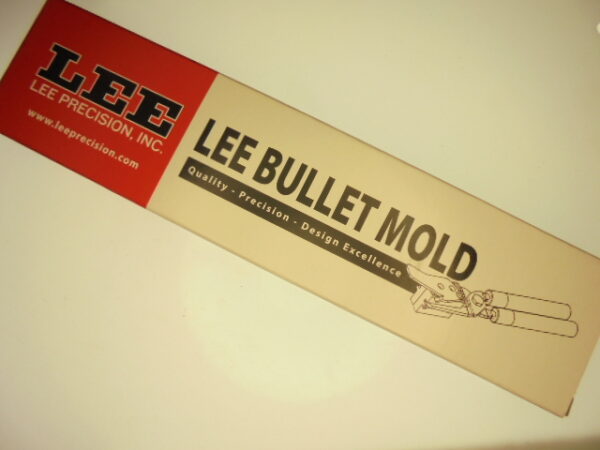 LEE
LEE PRECISION, INC.
www.leeprecision.com
LEE BULLET MOLD
Quality - Precision - Design Excellence